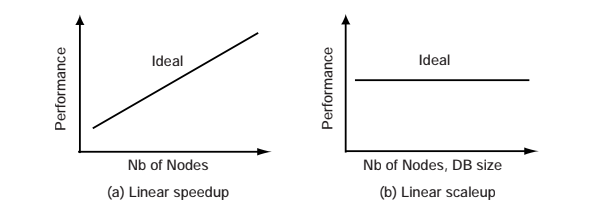 Performance
Ideal
Nb of Nodes
(a) Linear speedup
Performance
Ideal
Nb of Nodes, DB size
(b) Linear scaleup